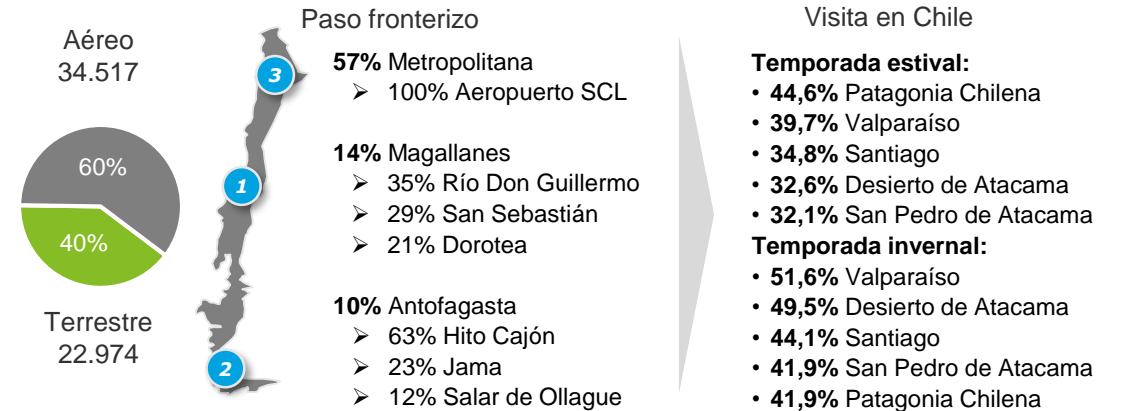 Aéreo
34.517
60%
40%
Terrestre
22.974
3
1
2
Paso fronterizo
57% Metropolitana
➢ 100% Aeropuerto SCL
14% Magallanes
➢ 35% Río Don Guillermo
➢ 29% San Sebastián
➢ 21% Dorotea
10% Antofagasta
➢ 63% Hito Cajón
➢ 23% Jama
➢ 12% Salar de Ollague
Visita en Chile
Temporada estival:
• 44,6% Patagonia Chilena
• 39,7% Valparaíso
• 34,8% Santiago
• 32,6% Desierto de Atacama
• 32,1% San Pedro de Atacama
Temporada invernal:
• 51,6% Valparaíso
• 49,5% Desierto de Atacama
• 44,1% Santiago
• 41,9% San Pedro de Atacama
• 41,9% Patagonia Chilena